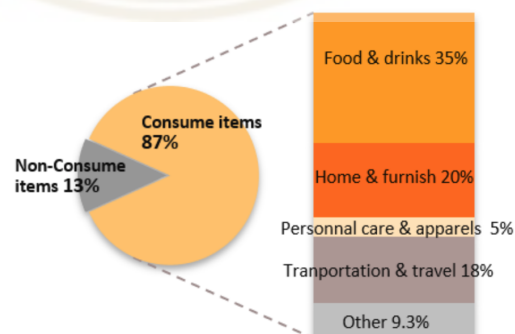 Consume items
87%
Non-Consume
items 13%
Food & drinks 35%
Home & furnish 20%
Personnal care & apparels 5%
Tranportation & travel 18%
Other 9.3%